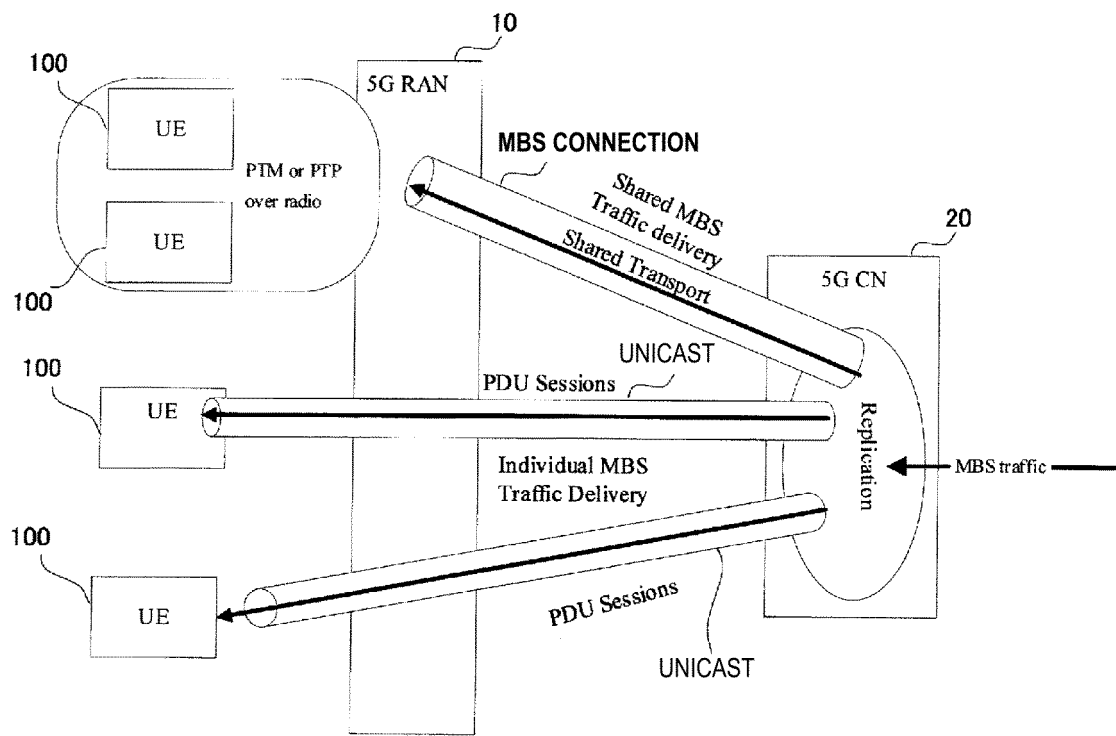 10
100
5G RAN
UE
MBS CONNECTION
PTM or PTP
over radio
Shared MBS
Traffic delivery
Shared Transport
20
UE
100
5G CN
UNICAST
PDU Sessions
100
UE
Replication
MBS traffic
Individual MBS
Traffic Delivery
100
UE
PDU Sessions
UNICAST